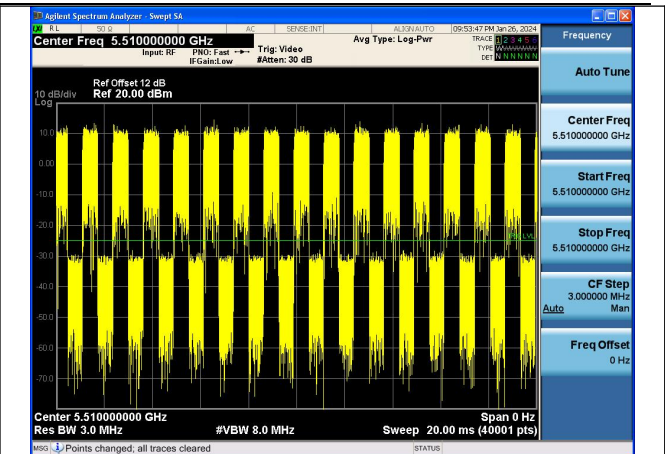 Agilent Spectrum Analyzer - Swept SA
RL 50 Ω AC SENSE:INT ALIGNAUTO 09:53:47 PM Jan 26, 2024
Center Freq 5.510000000 GHz
Input: RF PNO: Fast Trig: Video Avg Type: Log-Pwr TRACE 1 2 3 4 5 6
IFGain:Low #Atten: 30 dB TYPE
DET N N N N N N
Ref Offset 12 dB
10 dB/div Ref 20.00 dBm
Log
10.0
0.00
-10.0
-20.0
-30.0
-40.0
-50.0
-60.0
-70.0
Center 5.510000000 GHz Span 0 Hz
Res BW 3.0 MHz #VBW 8.0 MHz Sweep 20.00 ms (40001 pts)
MSG Points changed; all traces cleared STATUS
Frequency
Auto Tune
Center Freq
5.510000000 GHz
Start Freq
5.510000000 GHz
Stop Freq
5.510000000 GHz
CF Step
3.000000 MHz
Auto Man
Freq Offset
0 Hz